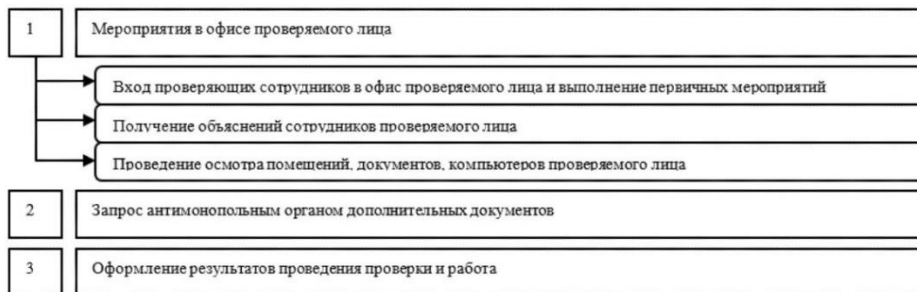 1 Мероприятия в офисе проверяемого лица
Вход проверяющих сотрудников в офис проверяемого лица и выполнение первичных мероприятий
Получение объяснений сотрудников проверяемого лица
Проведение осмотра помещений, документов, компьютеров проверяемого лица
2 Запрос антимонопольным органом дополнительных документов
3 Оформление результатов проведения проверки и работа